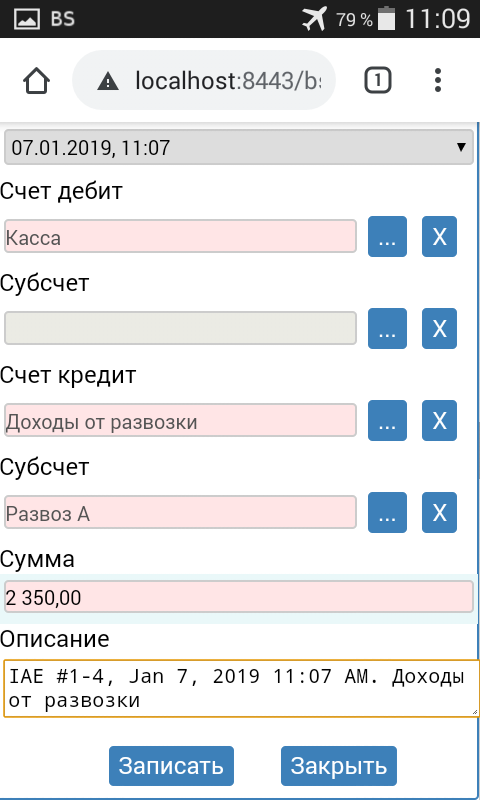 BS 79 % 11:09
localhost:8443/bs 1
07.01.2019, 11:07
Счет дебит
Касса ... X
Субсчет
... X
Счет кредит
Доходы от развозки ... X
Субсчет
Развоз А ... X
Сумма
2 350,00
Описание
IAE #1-4, Jan 7, 2019 11:07 AM. Доходы
от развозки
Записать Закрыть